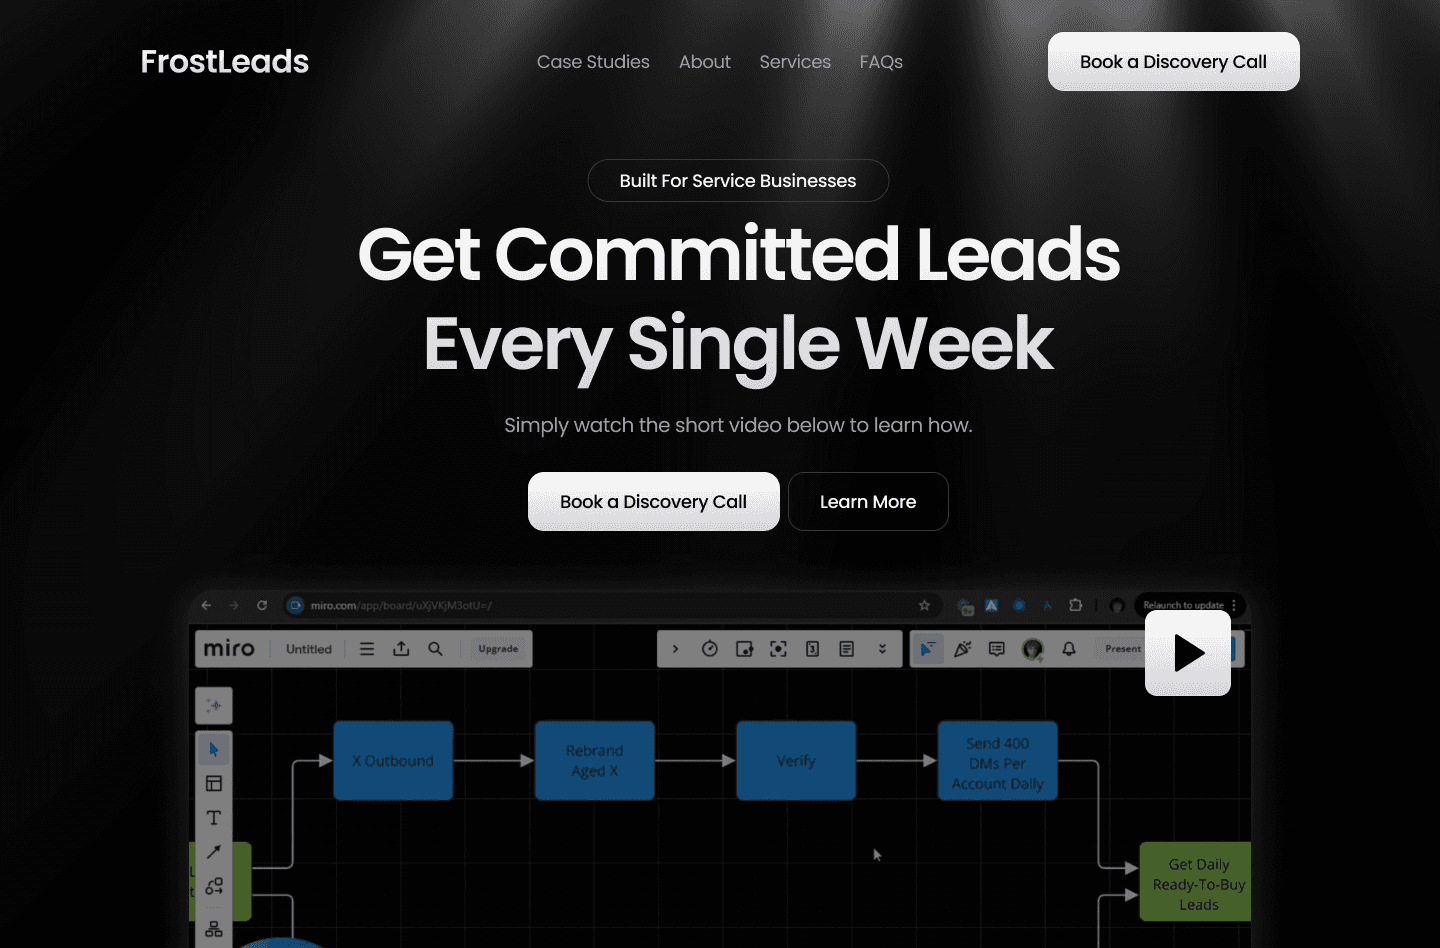 FrostLeads
Case Studies
About
Services
FAQs
Book a Discovery Call
Built For Service Businesses
Get Committed Leads
Every Single Week
Simply watch the short video below to learn how.
Book a Discovery Call
Learn More
miro.com/app/board/uXjVKjM3otU=/
Relaunch to update
miro
Untitled
Upgrade
3
Present
X Outbound
Rebrand
Aged X
Verify
Send 400
DMs Per
Account Daily
Get Daily
Ready-To-Buy
Leads